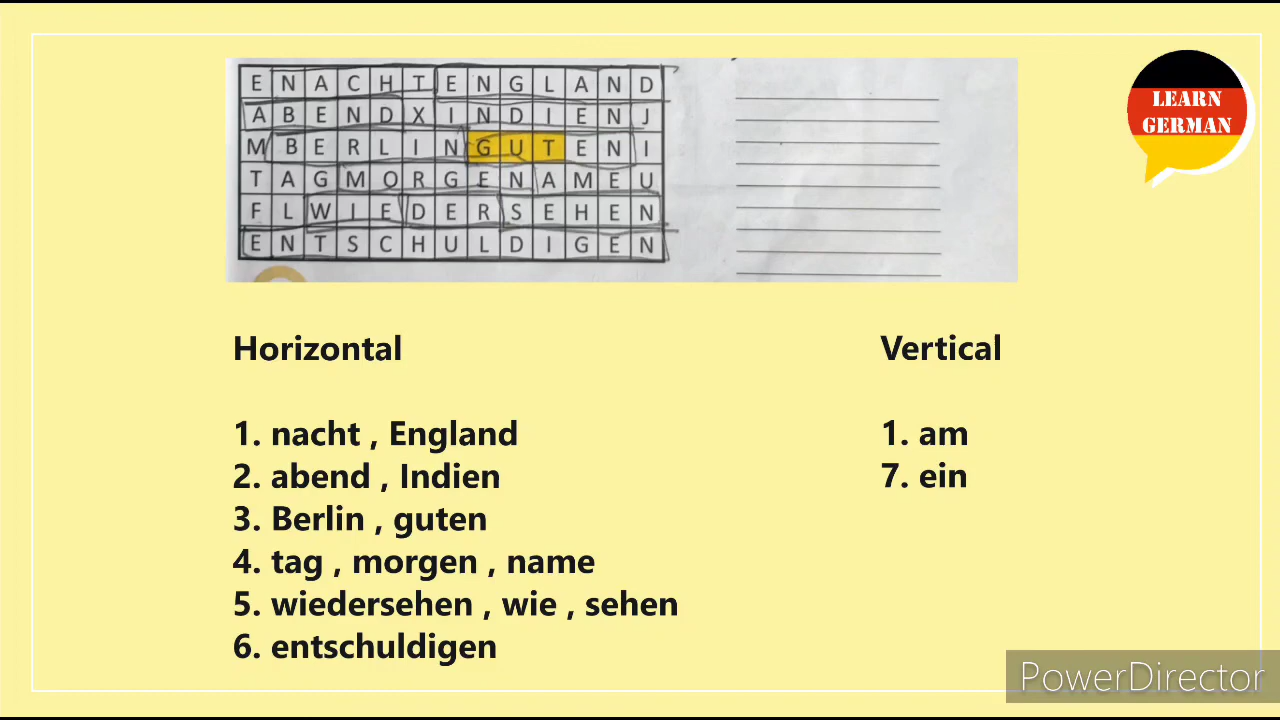 E N A C H T E N G L A N D
A B E N D X I N D I E N J
M B E R L I N G U T E N I
T A G M O R G E N A M E U
F L W I E D E R S E H E N
E N T S C H U L D I G E N
LEARN
GERMAN
Horizontal
1. nacht , England
2. abend , Indien
3. Berlin , guten
4. tag , morgen , name
5. wiedersehen , wie , sehen
6. entschuldigen
Vertical
1. am
7. ein
PowerDirector